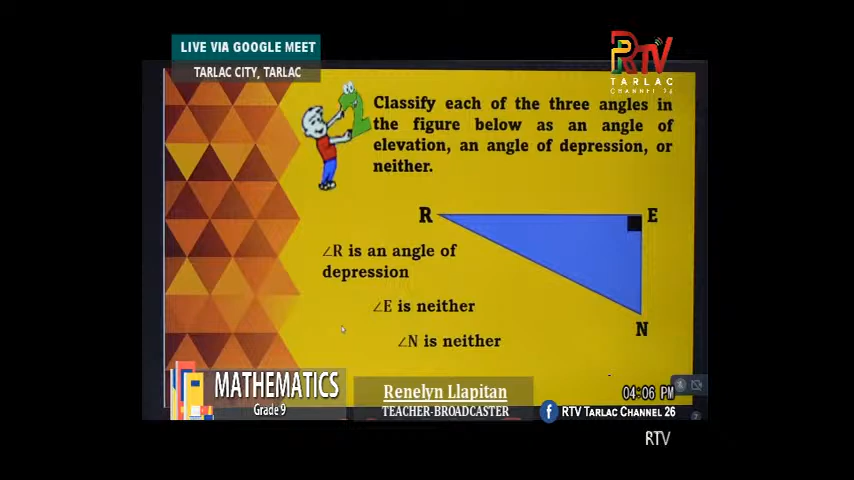 LIVE VIA GOOGLE MEET
TARLAC CITY, TARLAC
RTV
TARLAC
CHANNEL 26
Classify each of the three angles in
the figure below as an angle of
elevation, an angle of depression, or
neither.
R
E
∠R is an angle of
depression
∠E is neither
N
∠N is neither
MATHEMATICS
Grade 9
Renelyn Llapitan
TEACHER-BROADCASTER
04:06 PM
RTV TARLAC CHANNEL 26
RTV